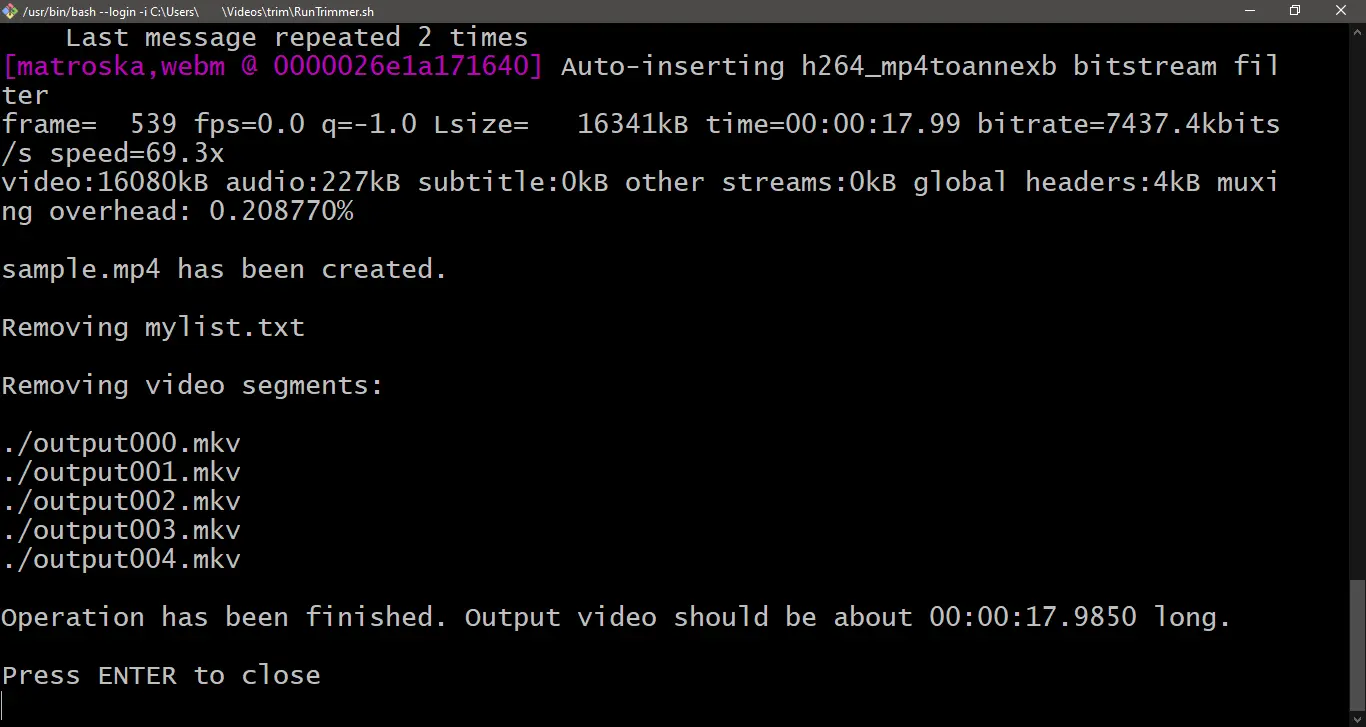 /usr/bin/bash --login -i C:\Users\ \Videos\trim\RunTrimmer.sh
Last message repeated 2 times
[matroska,webm @ 0000026e1a171640] Auto-inserting h264_mp4toannexb bitstream fil
ter
frame=  539 fps=0.0 q=-1.0 Lsize=   16341kB time=00:00:17.99 bitrate=7437.4kbits
/s speed=69.3x
video:16080kB audio:227kB subtitle:0kB other streams:0kB global headers:4kB muxi
ng overhead: 0.208770%
sample.mp4 has been created.
Removing mylist.txt
Removing video segments:
./output000.mkv
./output001.mkv
./output002.mkv
./output003.mkv
./output004.mkv
Operation has been finished. Output video should be about 00:00:17.9850 long.
Press ENTER to close